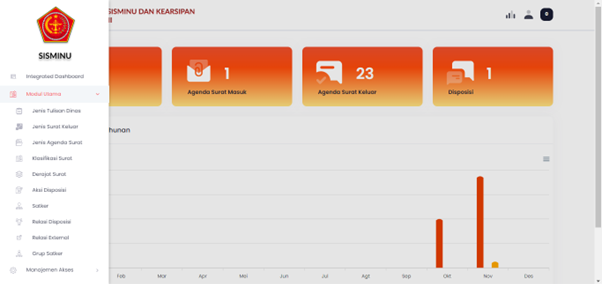 SISMINU DAN KEARSIPAN
SISMINU
Integrated Dashboard
Modul Utama
Jenis Tulisan Dinas
Jenis Surat Keluar
Jenis Agenda Surat
Klasifikasi Surat
Derajat Surat
Aksi Disposisi
Satker
Relasi Disposisi
Relasi External
Grup Satker
Manajemen Akses
1
Agenda Surat Masuk
23
Agenda Surat Keluar
1
Disposisi
hunan
Feb Mar Apr Mei Jun Jul Agt Sep Okt Nov Des